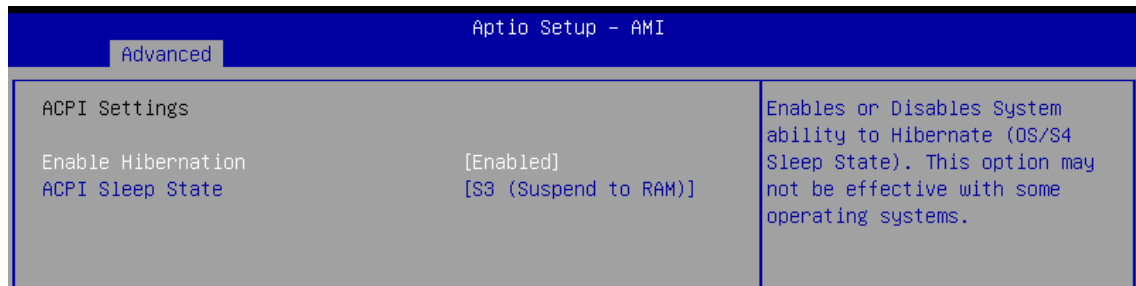 Aptio Setup - AMI
Advanced
ACPI Settings
Enable Hibernation [Enabled]
ACPI Sleep State [S3 (Suspend to RAM)]
Enables or Disables System
ability to Hibernate (OS/S4
Sleep State). This option may
not be effective with some
operating systems.